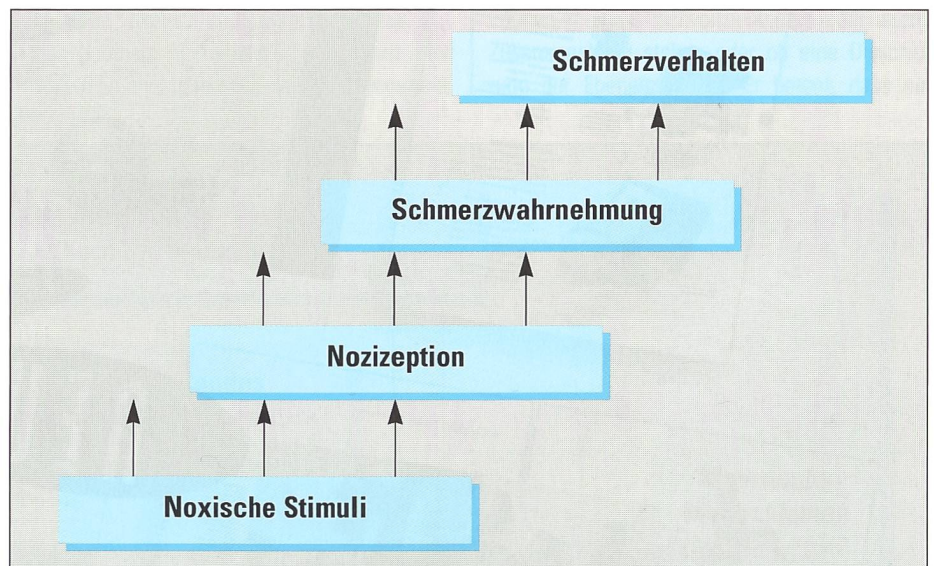 Schmerzverhalten
Schmerzwahrnehmung
Nozizeption
Noxische Stimuli